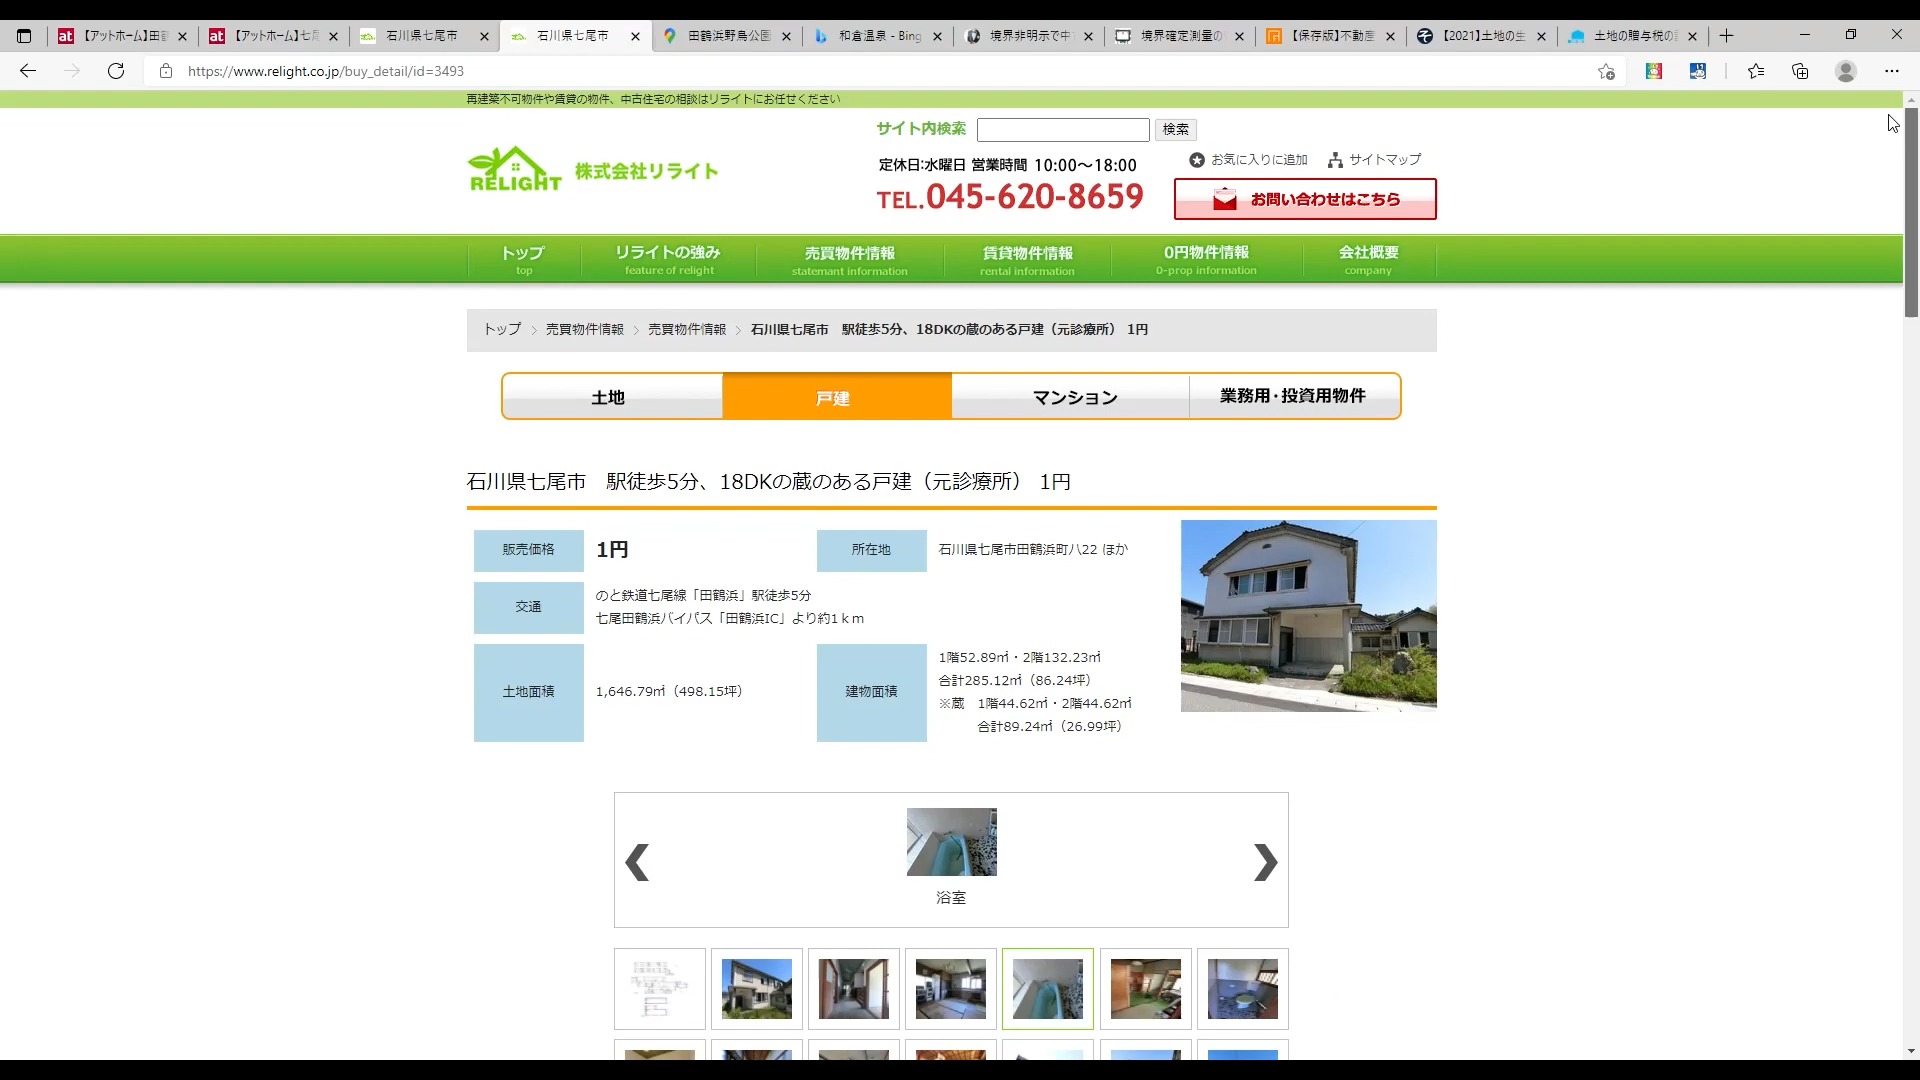 【アットホーム】田
【アットホーム】七
石川県七尾市
石川県七尾市
田鶴浜野鳥公園
和倉温泉 - Bing
境界非明示で中
境界確定測量の
【保存版】不動産
【2021】土地の生
土地の贈与税の
https://www.relight.co.jp/buy_detail/id=3493
再建築不可物件や賃貸の物件、中古住宅の相談はリライトにお任せください
RELIGHT 株式会社リライト
サイト内検索 検索
定休日:水曜日 営業時間 10:00～18:00
TEL.045-620-8659
お気に入りに追加 サイトマップ
お問い合わせはこちら
トップ リライトの強み 売買物件情報 賃貸物件情報 0円物件情報 会社概要
top feature of relight statemant information rental information 0-prop information company
トップ > 売買物件情報 > 売買物件情報 > 石川県七尾市　駅徒歩5分、18DKの蔵のある戸建（元診療所） 1円
土地 戸建 マンション 業務用・投資用物件
石川県七尾市　駅徒歩5分、18DKの蔵のある戸建（元診療所） 1円
販売価格 1円 所在地 石川県七尾市田鶴浜町ハ22 ほか
交通
のと鉄道七尾線「田鶴浜」駅徒歩5分
七尾田鶴浜バイパス「田鶴浜IC」より約1ｋｍ
土地面積 1,646.79㎡（498.15坪）
建物面積
1階52.89㎡・2階132.23㎡
合計285.12㎡（86.24坪）
※蔵　1階44.62㎡・2階44.62㎡
合計89.24㎡（26.99坪）
浴室